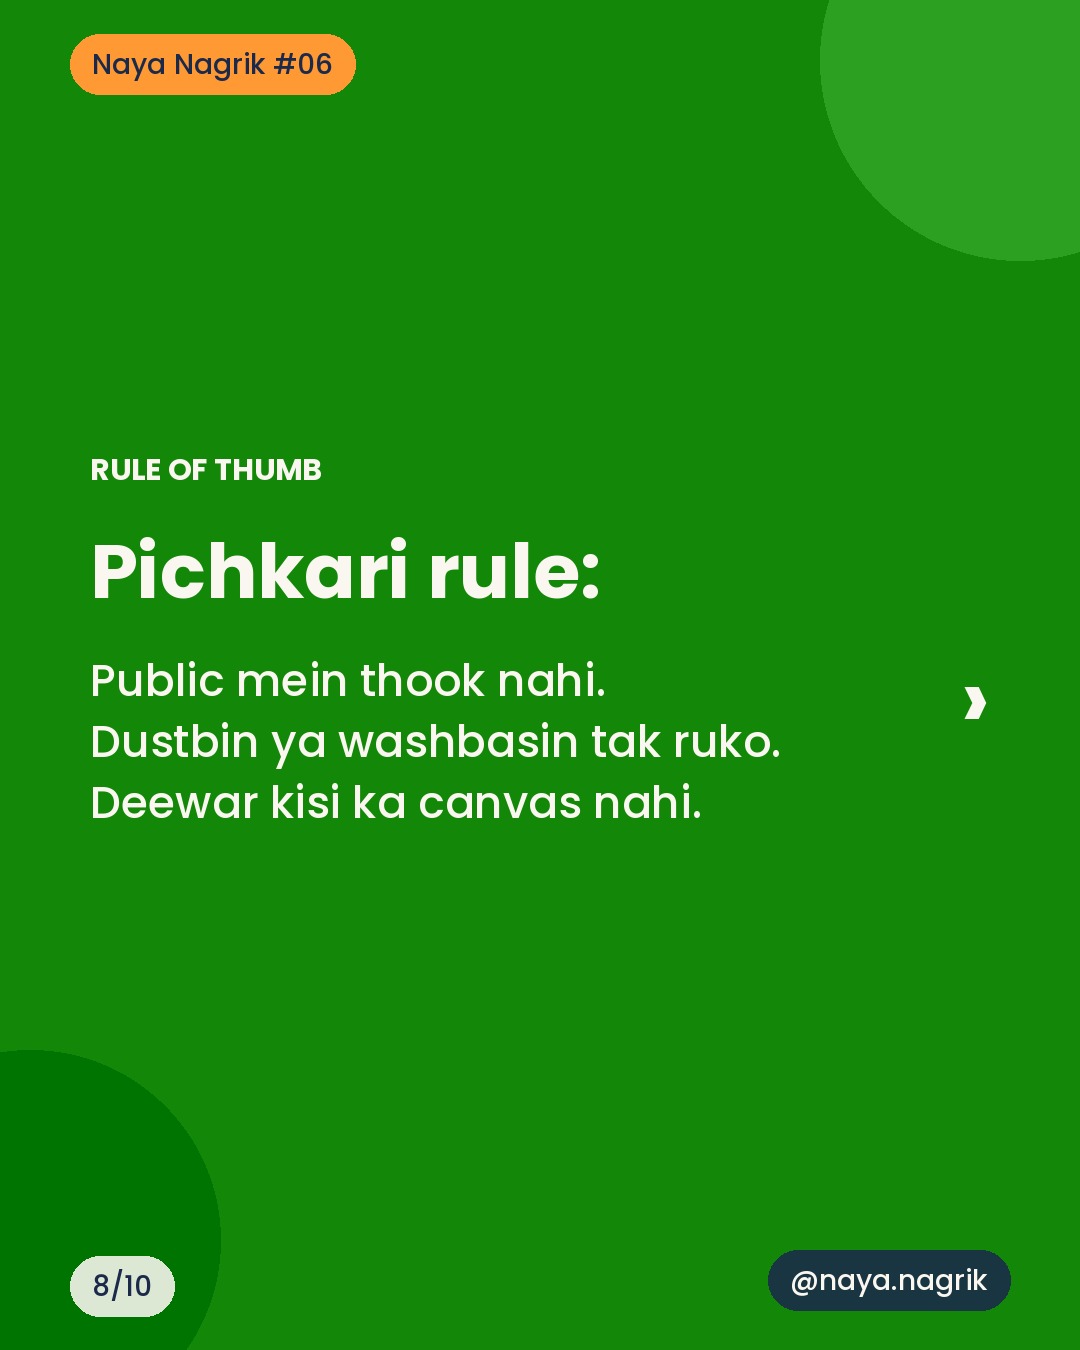 Naya Nagrik #06
RULE OF THUMB
Pichkari rule:
Public mein thook nahi.
Dustbin ya washbasin tak ruko.
Deewar kisi ka canvas nahi.
8/10
@naya.nagrik